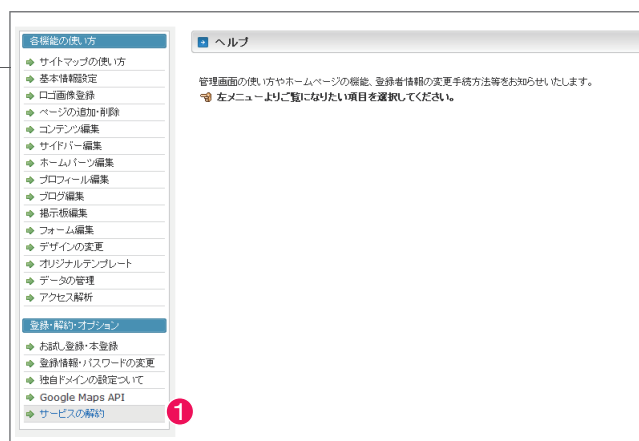 各機能の使い方
サイトマップの使い方
基本情報設定
ロゴ画像登録
ページの追加・削除
コンテンツ編集
サイドバー編集
ホームパーツ編集
プロフィール編集
ブログ編集
掲示板編集
フォーム編集
デザインの変更
オリジナルテンプレート
データの管理
アクセス解析
登録・解約・オプション
お試し登録・本登録
登録情報・パスワードの変更
独自ドメインの設定ついて
Google Maps API
サービスの解約
1
ヘルプ
管理画面の使い方やホームページの機能、登録者情報の変更手続方法等をお知らせいたします。
左メニューよりご覧になりたい項目を選択してください。